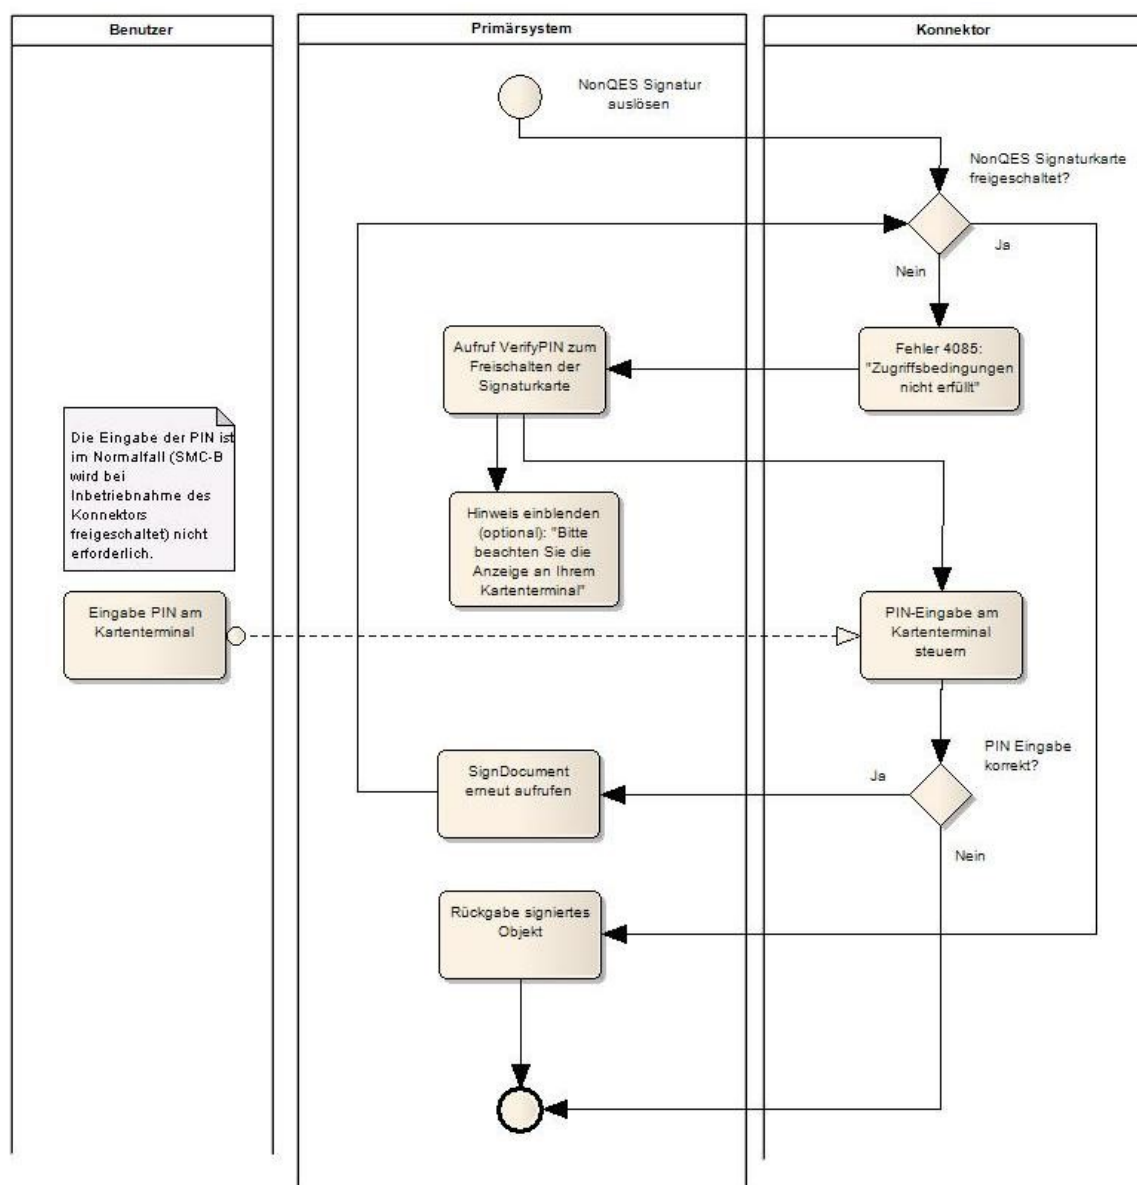 Benutzer
Primärsystem
Konnektor
NonQES Signatur
auslösen
NonQES Signaturkarte
freigeschaltet?
Ja
Nein
Aufruf VerifyPIN zum
Freischalten der
Signaturkarte
Fehler 4085:
"Zugriffsbedingungen
nicht erfüllt"
Die Eingabe der PIN ist
im Normalfall (SMC-B
wird bei
Inbetriebnahme des
Konnektors
freigeschaltet) nicht
erforderlich.
Hinweis einblenden
(optional): "Bitte
beachten Sie die
Anzeige an Ihrem
Kartenterminal"
Eingabe PIN am
Kartenterminal
PIN-Eingabe am
Kartenterminal
steuern
PIN Eingabe
korrekt?
Ja
SignDocument
erneut aufrufen
Nein
Rückgabe signiertes
Objekt